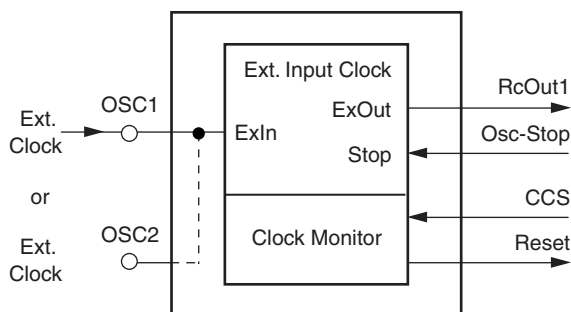 Ext. Input Clock
RcOut1
OSC1
ExOut
Ext.
Clock
ExIn
Osc-Stop
Stop
or
CCS
OSC2
Clock Monitor
Ext.
Clock
Reset